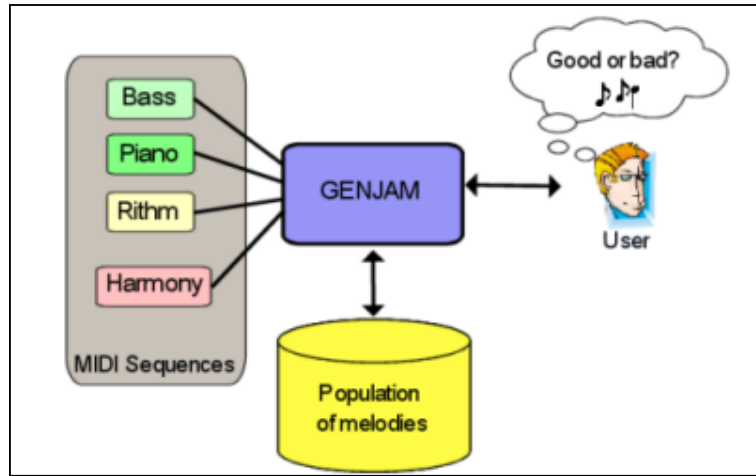 Bass
Piano
Rithm
Harmony
MIDI Sequences
GENJAM
Good or bad?
User
Population
of melodies